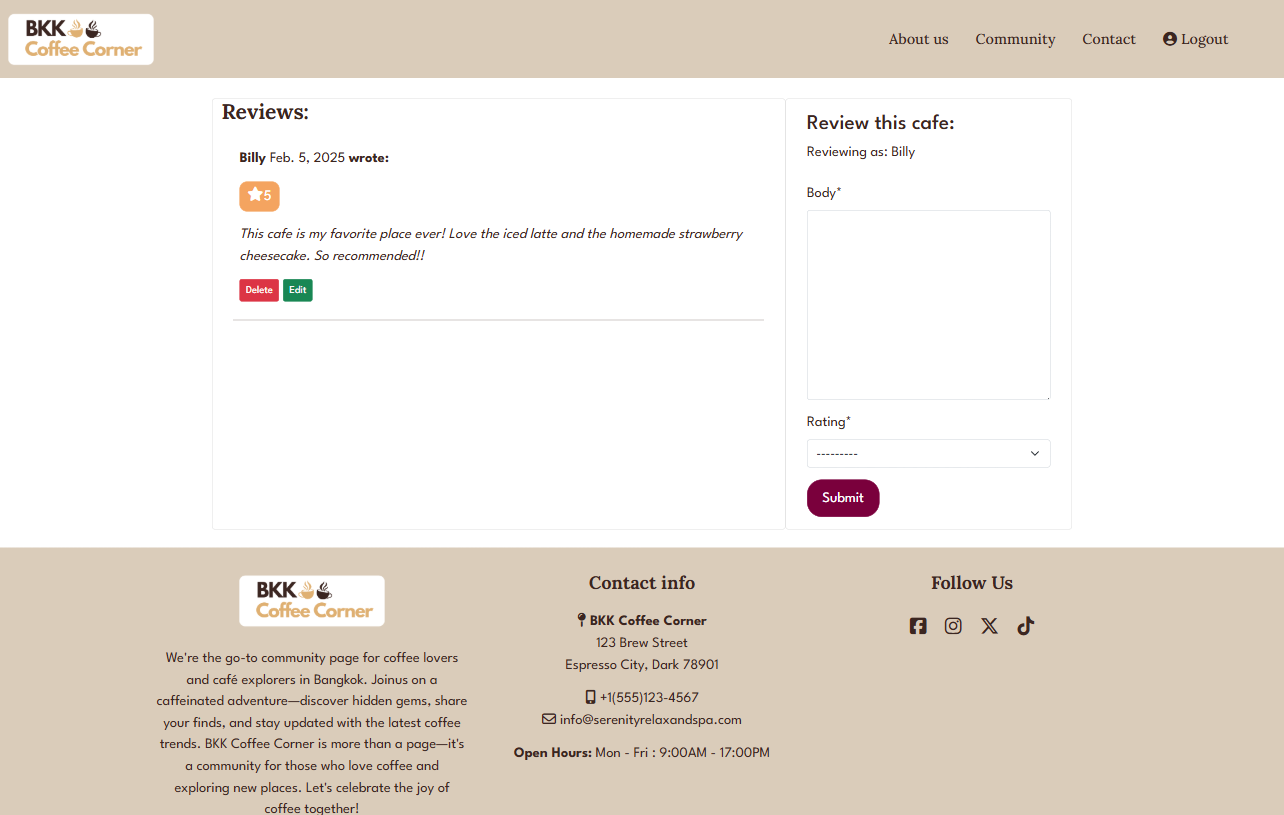 BKK
Coffee Corner
About us Community Contact Logout
Reviews:
Billy Feb. 5, 2025 wrote:
5
This cafe is my favorite place ever! Love the iced latte and the homemade strawberry
cheesecake. So recommended!!
Delete Edit
Review this cafe:
Reviewing as: Billy
Body*
Rating*
---------
Submit
BKK
Coffee Corner
We're the go-to community page for coffee lovers
and café explorers in Bangkok. Joinus on a
caffeinated adventure—discover hidden gems, share
your finds, and stay updated with the latest coffee
trends. BKK Coffee Corner is more than a page—it's
a community for those who love coffee and
exploring new places. Let's celebrate the joy of
coffee together!
Contact info
BKK Coffee Corner
123 Brew Street
Espresso City, Dark 78901
+1(555)123-4567
info@serenityrelaxandspa.com
Open Hours: Mon - Fri : 9:00AM - 17:00PM
Follow Us